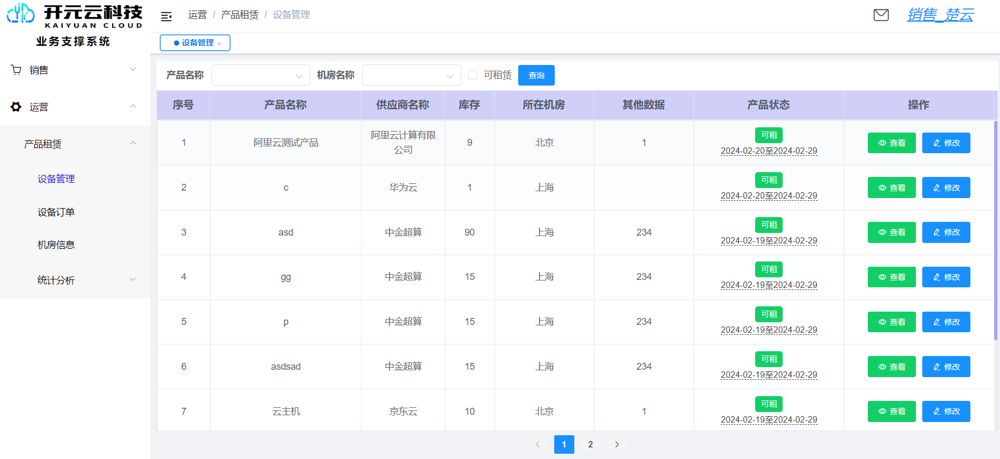 开元云科技
KAIYUAN CLOUD
业务支撑系统
运营 / 产品租赁 / 设备管理
销售_楚云
设备管理 ×
销售
运营
产品租赁
设备管理
设备订单
机房信息
统计分析
产品名称 机房名称 可租赁 查询
序号 产品名称 供应商名称 库存 所在机房 其他数据 产品状态 操作
1 阿里云测试产品 阿里云计算有限公司 9 北京 1 可租 2024-02-20至2024-02-29 查看 修改
2 c 华为云 1 上海 可租 2024-02-20至2024-02-29 查看 修改
3 asd 中金超算 90 上海 234 可租 2024-02-19至2024-02-29 查看 修改
4 gg 中金超算 15 上海 234 可租 2024-02-19至2024-02-29 查看 修改
5 p 中金超算 15 上海 234 可租 2024-02-19至2024-02-29 查看 修改
6 asdsad 中金超算 15 上海 234 可租 2024-02-19至2024-02-29 查看 修改
7 云主机 京东云 10 北京 1 可租 2024-02-19至2024-02-29 查看 修改
1 2